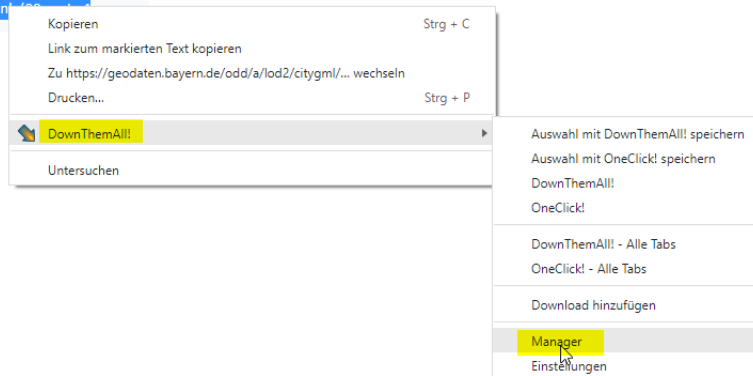 Kopieren Strg + C
Link zum markierten Text kopieren
Zu https://geodaten.bayern.de/odd/a/lod2/citygml/... wechseln
Drucken... Strg + P
DownThemAll!
Untersuchen
Auswahl mit DownThemAll! speichern
Auswahl mit OneClick! speichern
DownThemAll!
OneClick!
DownThemAll! - Alle Tabs
OneClick! - Alle Tabs
Download hinzufügen
Manager
Einstellungen